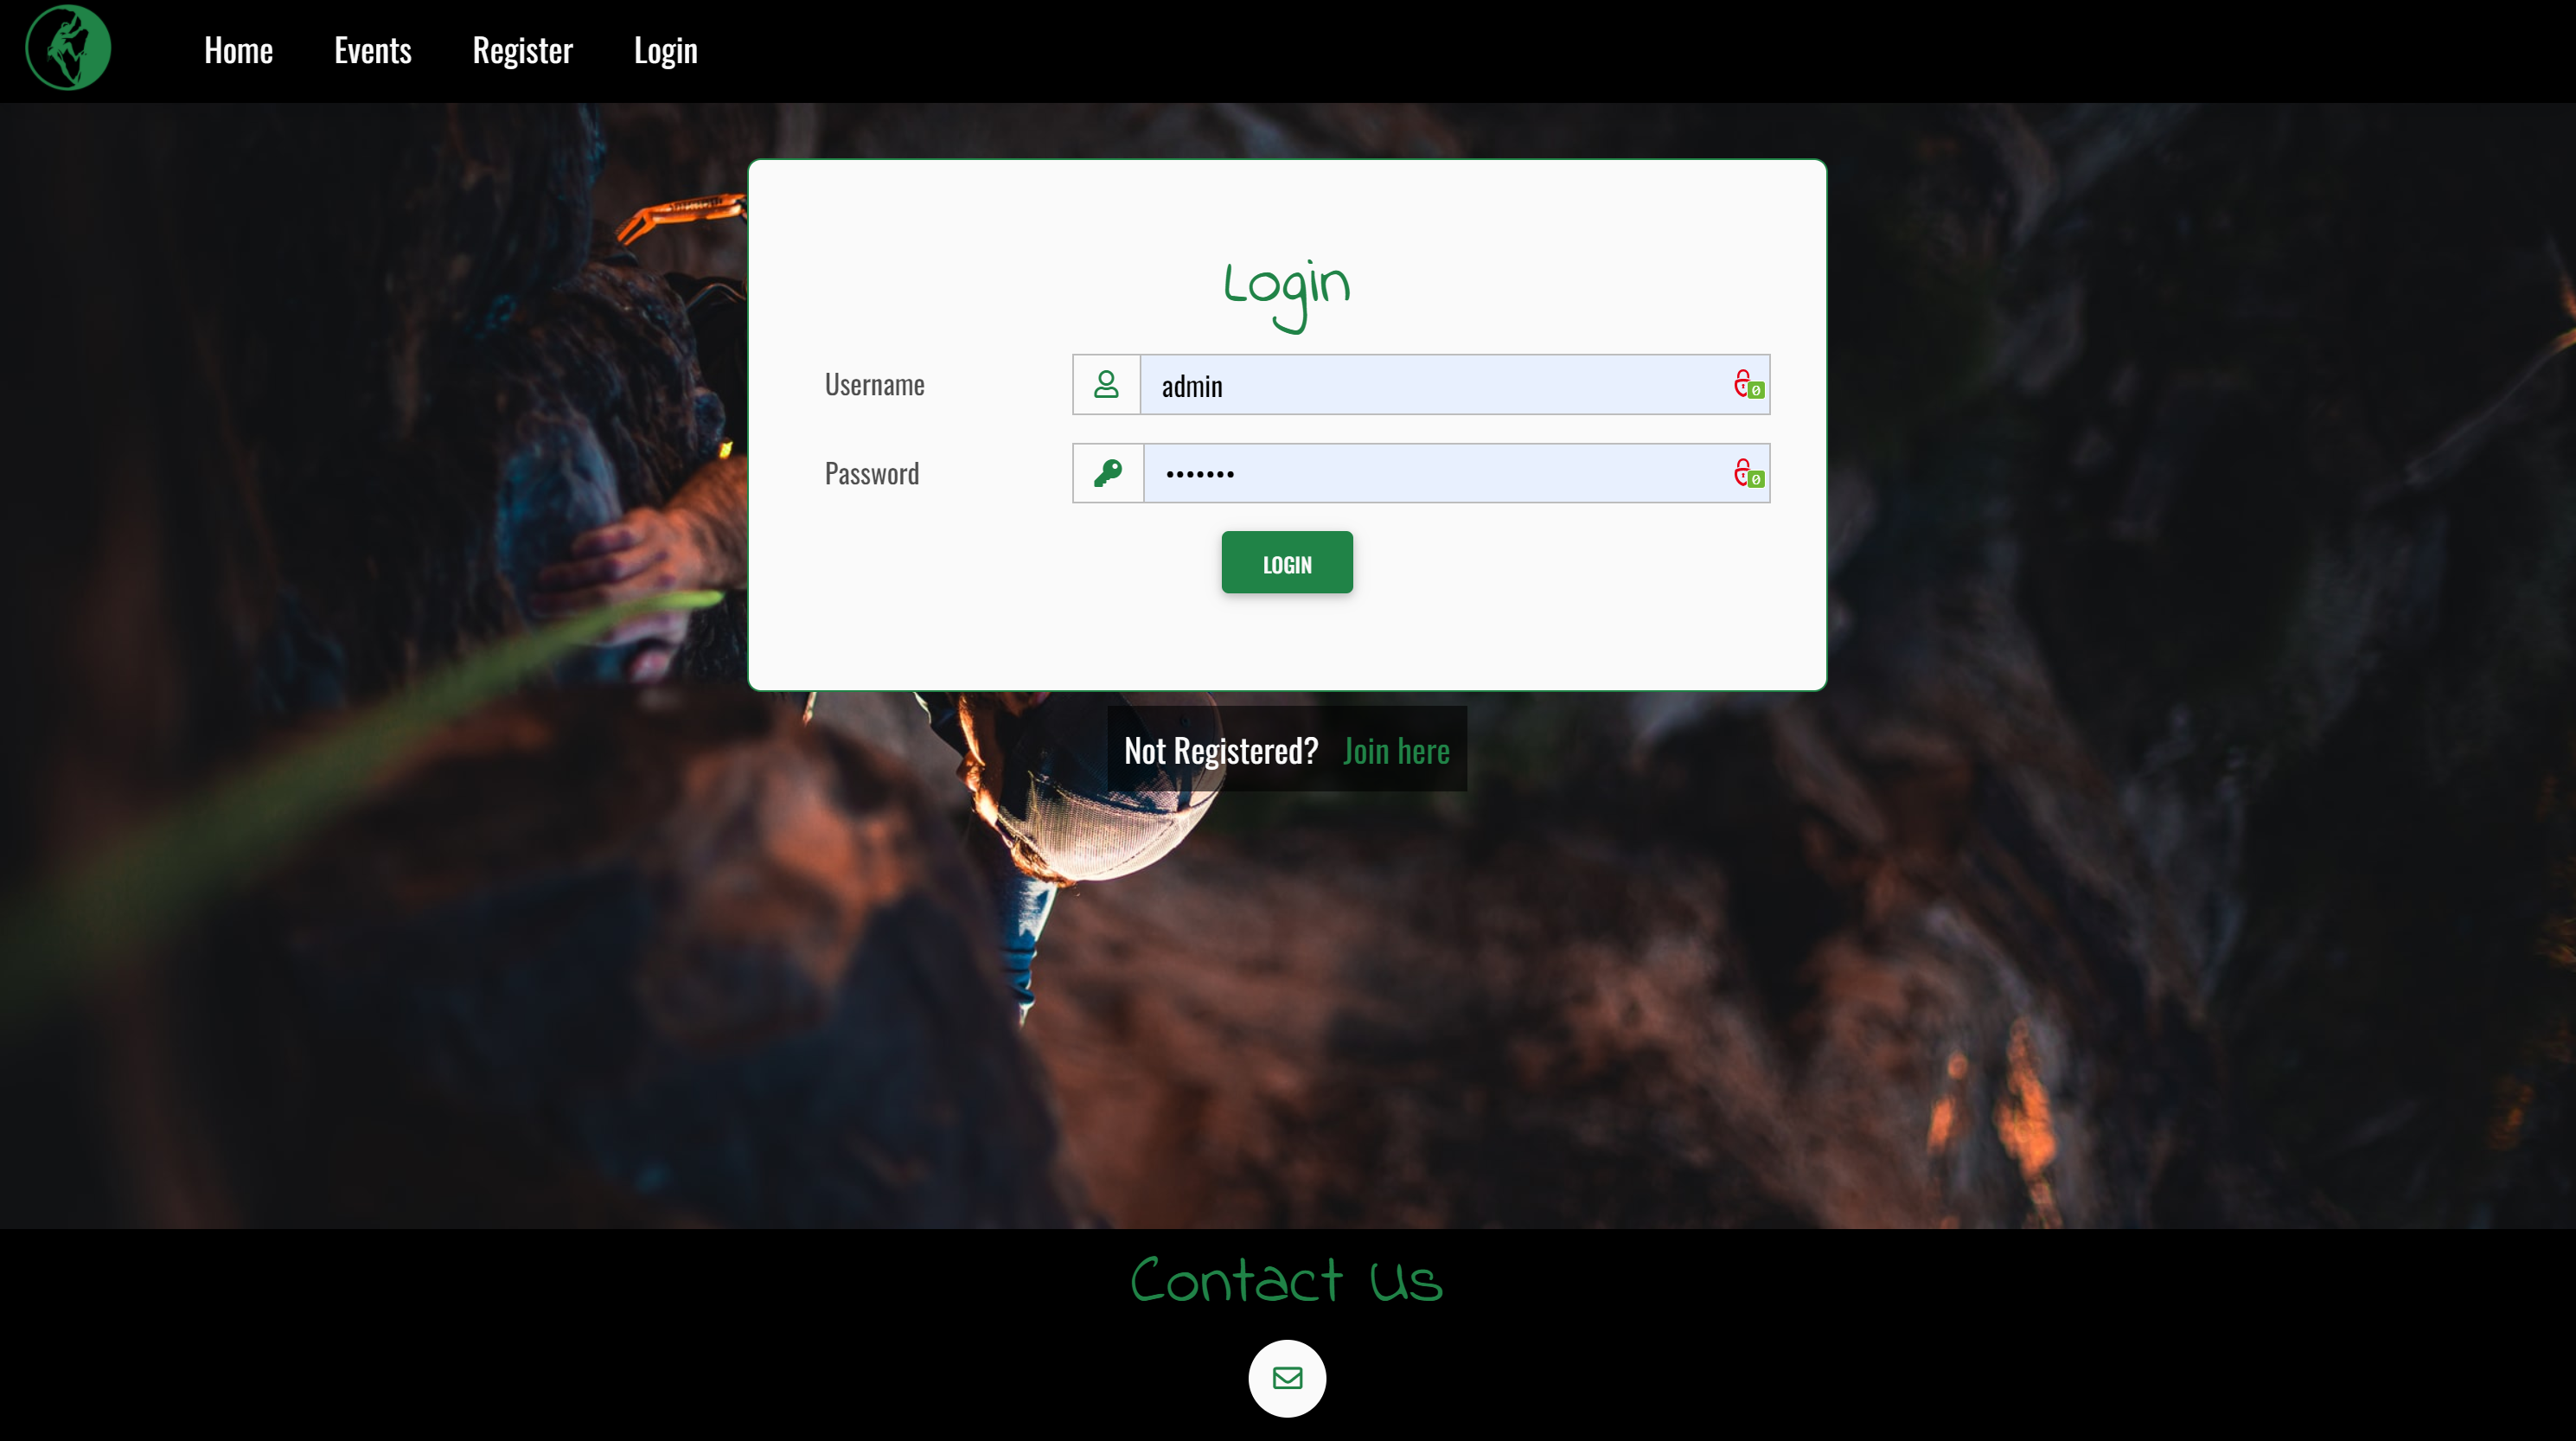 Home Events Register Login
Login
Username admin
Password •••••••
LOGIN
Not Registered? Join here
Contact Us